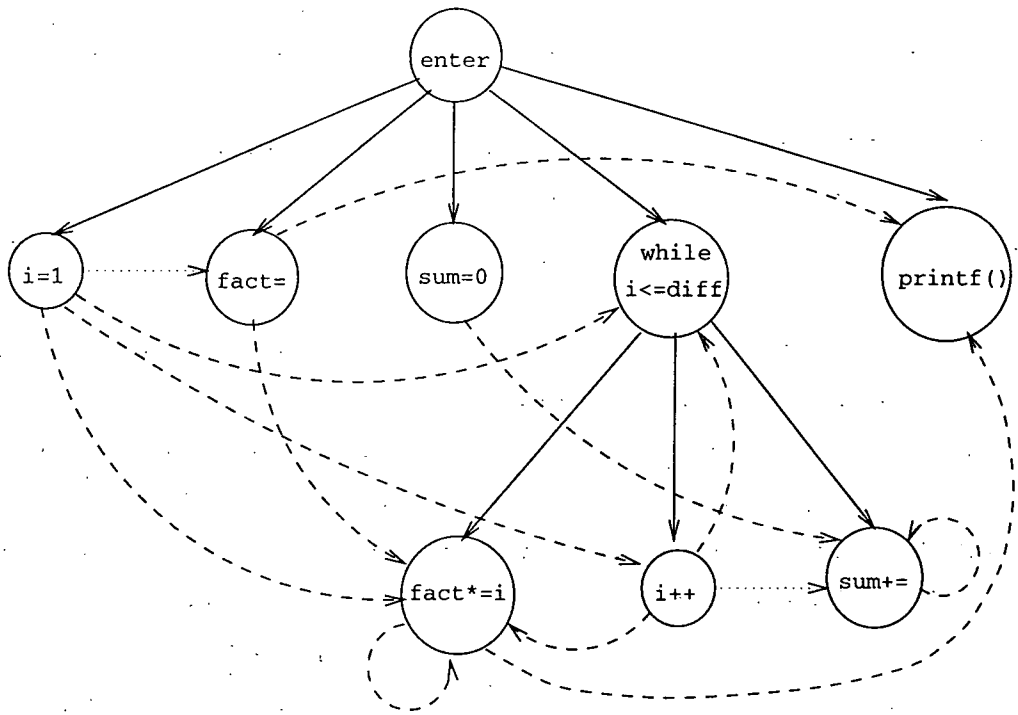 enter
i=1
fact=
sum=0
while
i<=diff
printf()
fact*=i
i++
sum+=